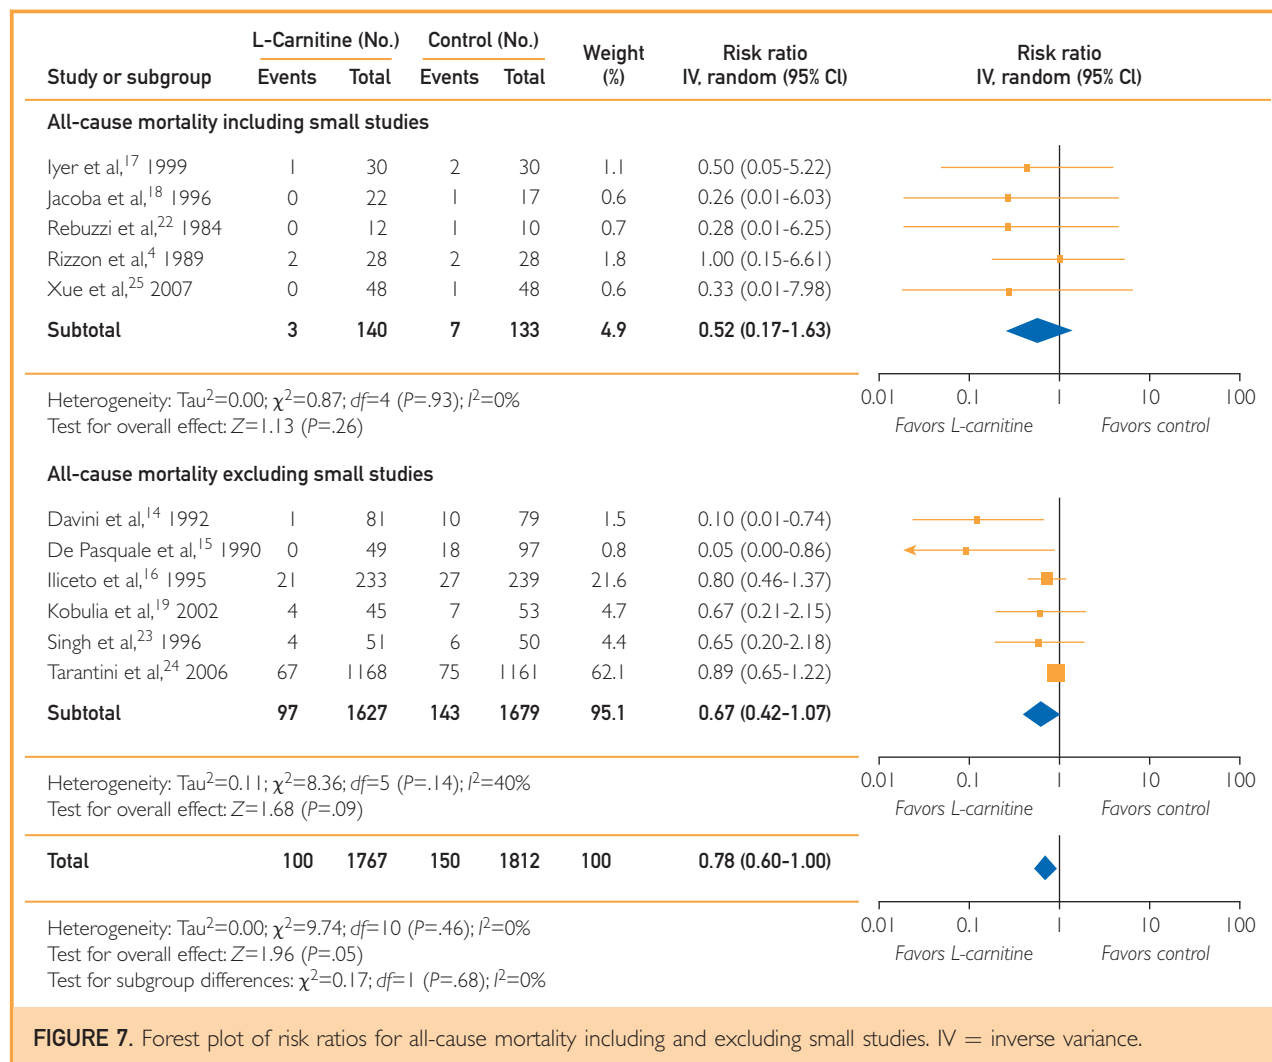 L-Carnitine (No.) Control (No.) Weight Risk ratio Risk ratio
Study or subgroup Events Total Events Total (%) IV, random (95% CI) IV, random (95% CI)
All-cause mortality including small studies
Iyer et al,17 1999 1 30 2 30 1.1 0.50 (0.05-5.22)
Jacoba et al,18 1996 0 22 1 17 0.6 0.26 (0.01-6.03)
Rebuzzi et al,22 1984 0 12 1 10 0.7 0.28 (0.01-6.25)
Rizzon et al,4 1989 2 28 2 28 1.8 1.00 (0.15-6.61)
Xue et al,25 2007 0 48 1 48 0.6 0.33 (0.01-7.98)
Subtotal 3 140 7 133 4.9 0.52 (0.17-1.63)
0.01 0.1 1 10 100
Favors L-carnitine Favors control
Heterogeneity: Tau2=0.00; χ2=0.87; df=4 (P=.93); I2=0%
Test for overall effect: Z=1.13 (P=.26)
All-cause mortality excluding small studies
Davini et al,14 1992 1 81 10 79 1.5 0.10 (0.01-0.74)
De Pasquale et al,15 1990 0 49 18 97 0.8 0.05 (0.00-0.86)
Iliceto et al,16 1995 21 233 27 239 21.6 0.80 (0.46-1.37)
Kobulia et al,19 2002 4 45 7 53 4.7 0.67 (0.21-2.15)
Singh et al,23 1996 4 51 6 50 4.4 0.65 (0.20-2.18)
Tarantini et al,24 2006 67 1168 75 1161 62.1 0.89 (0.65-1.22)
Subtotal 97 1627 143 1679 95.1 0.67 (0.42-1.07)
0.01 0.1 1 10 100
Favors L-carnitine Favors control
Heterogeneity: Tau2=0.11; χ2=8.36; df=5 (P=.14); I2=40%
Test for overall effect: Z=1.68 (P=.09)
Total 100 1767 150 1812 100 0.78 (0.60-1.00)
0.01 0.1 1 10 100
Favors L-carnitine Favors control
Heterogeneity: Tau2=0.00; χ2=9.74; df=10 (P=.46); I2=0%
Test for overall effect: Z=1.96 (P=.05)
Test for subgroup differences: χ2=0.17; df=1 (P=.68); I2=0%
FIGURE 7. Forest plot of risk ratios for all-cause mortality including and excluding small studies. IV = inverse variance.